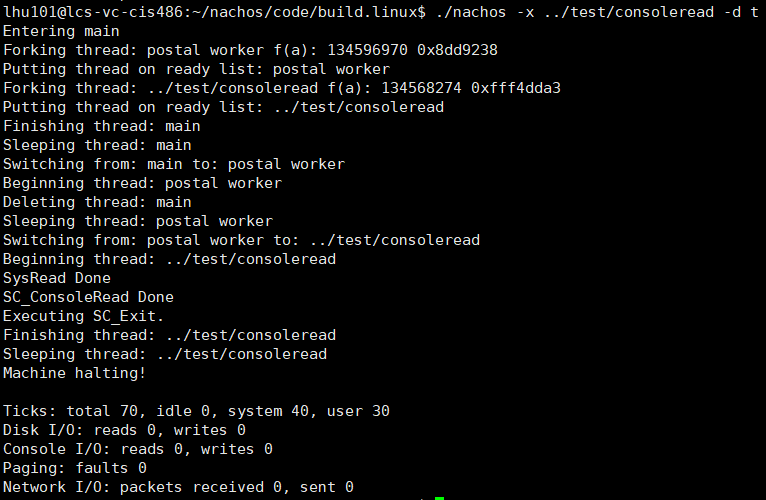 lhu101@lcs-vc-cis486:~/nachos/code/build.linux$ ./nachos -x ../test/consoleread -d t
Entering main
Forking thread: postal worker f(a): 134596970 0x8dd9238
Putting thread on ready list: postal worker
Forking thread: ../test/consoleread f(a): 134568274 0xfff4dda3
Putting thread on ready list: ../test/consoleread
Finishing thread: main
Sleeping thread: main
Switching from: main to: postal worker
Beginning thread: postal worker
Deleting thread: main
Sleeping thread: postal worker
Switching from: postal worker to: ../test/consoleread
Beginning thread: ../test/consoleread
SysRead Done
SC_ConsoleRead Done
Executing SC_Exit.
Finishing thread: ../test/consoleread
Sleeping thread: ../test/consoleread
Machine halting!

Ticks: total 70, idle 0, system 40, user 30
Disk I/O: reads 0, writes 0
Console I/O: reads 0, writes 0
Paging: faults 0
Network I/O: packets received 0, sent 0